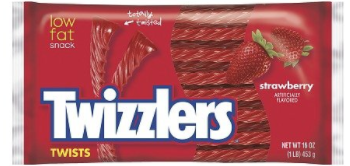 low
fat
snack
totally
twisted
strawberry
ARTIFICIALLY
FLAVORED
Twizzlers
TWISTS
NET WT 16 OZ
(1 LB) 453 g